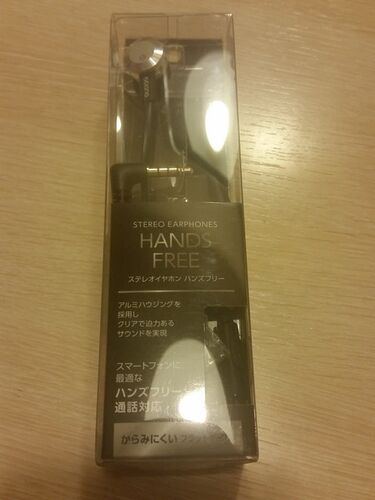 STEREO EARPHONES
HANDS
FREE
ステレオイヤホン ハンズフリー
アルミハウジングを
採用し
クリアで迫力ある
サウンドを実現
スマートフォンに
最適な
ハンズフリー
通話対応
からみにくい